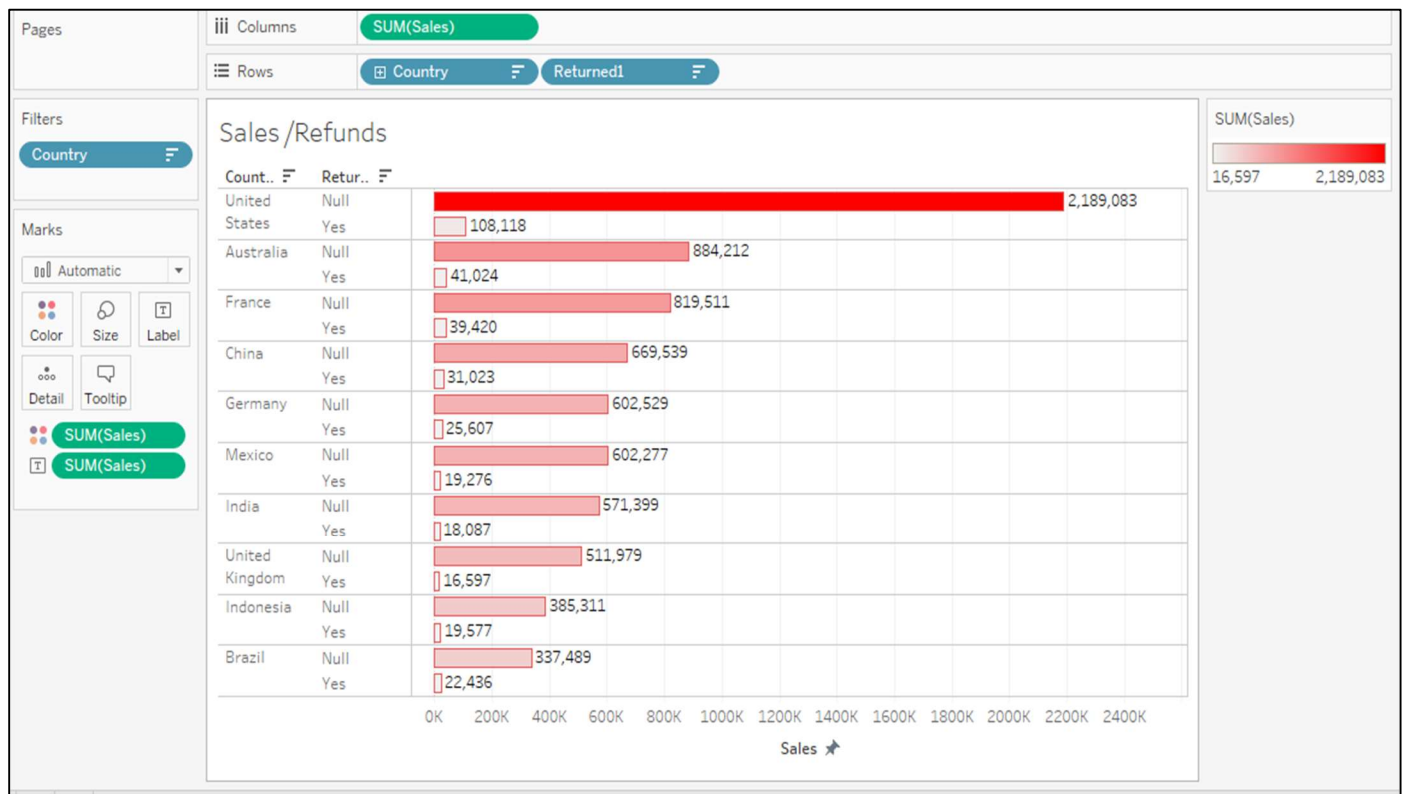 Pages
Columns
SUM(Sales)
Rows
Country
Returned1
Filters
Country
Marks
Automatic
Color
Size
Label
Detail
Tooltip
SUM(Sales)
SUM(Sales)
Sales /Refunds
Count..
Retur..
United States
Null
2,189,083
Yes
108,118
Australia
Null
884,212
Yes
41,024
France
Null
819,511
Yes
39,420
China
Null
669,539
Yes
31,023
Germany
Null
602,529
Yes
25,607
Mexico
Null
602,277
Yes
19,276
India
Null
571,399
Yes
18,087
United Kingdom
Null
511,979
Yes
16,597
Indonesia
Null
385,311
Yes
19,577
Brazil
Null
337,489
Yes
22,436
0K 200K 400K 600K 800K 1000K 1200K 1400K 1600K 1800K 2000K 2200K 2400K
Sales
SUM(Sales)
16,597 2,189,083